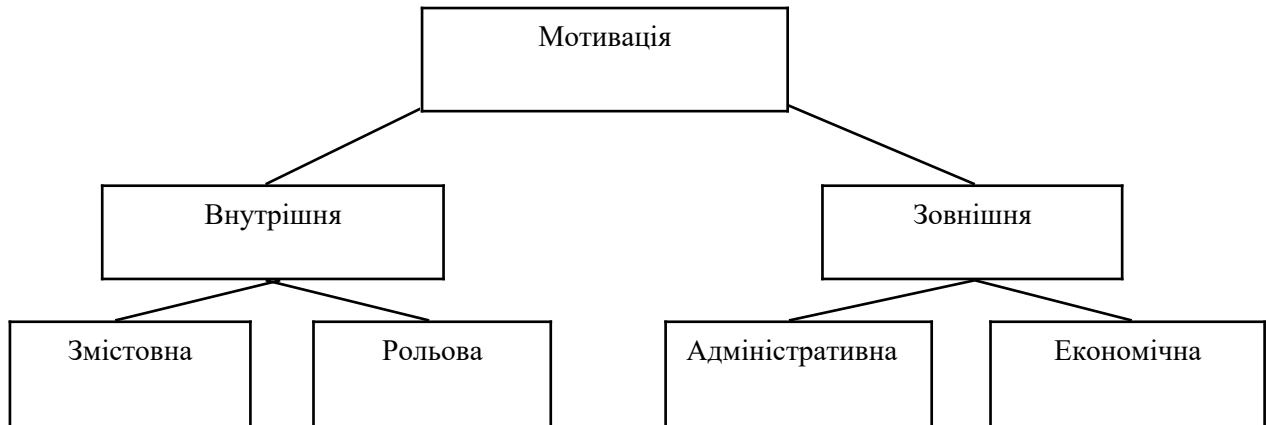 Мотивація
Внутрішня
Зовнішня
Змістовна
Рольова
Адміністративна
Економічна